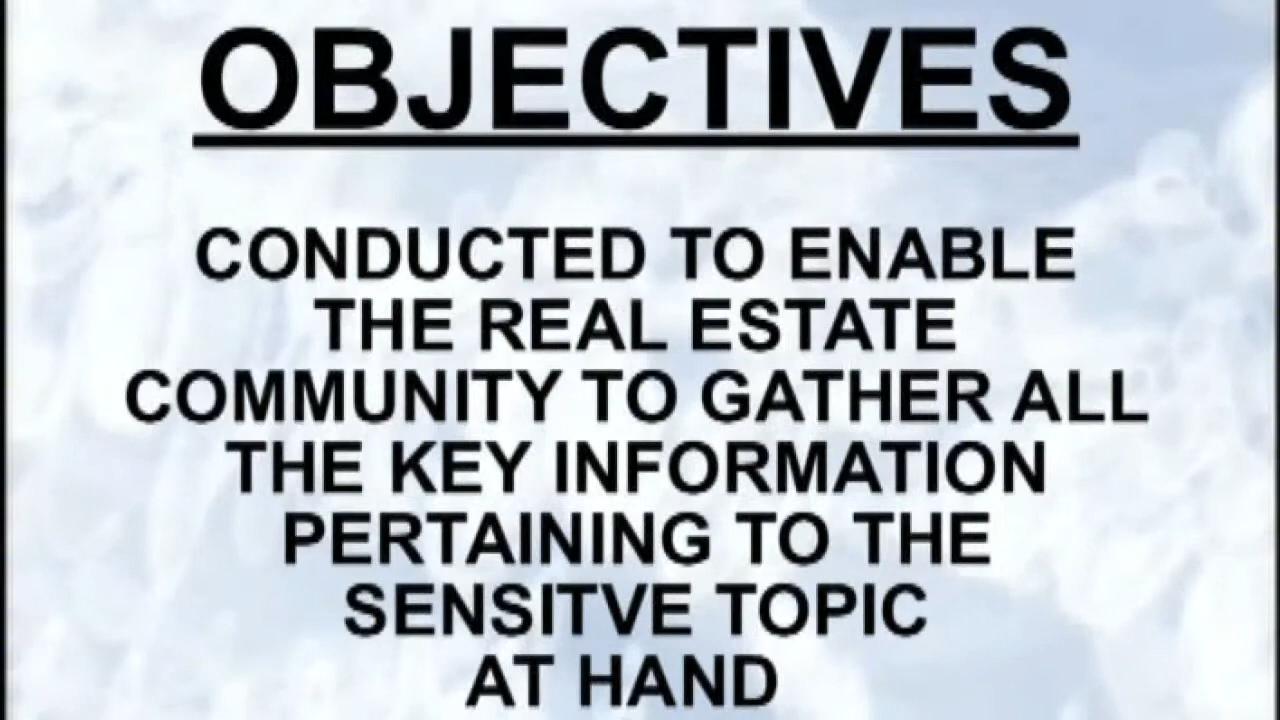 OBJECTIVES
CONDUCTED TO ENABLE
THE REAL ESTATE
COMMUNITY TO GATHER ALL
THE KEY INFORMATION
PERTAINING TO THE
SENSITVE TOPIC
AT HAND